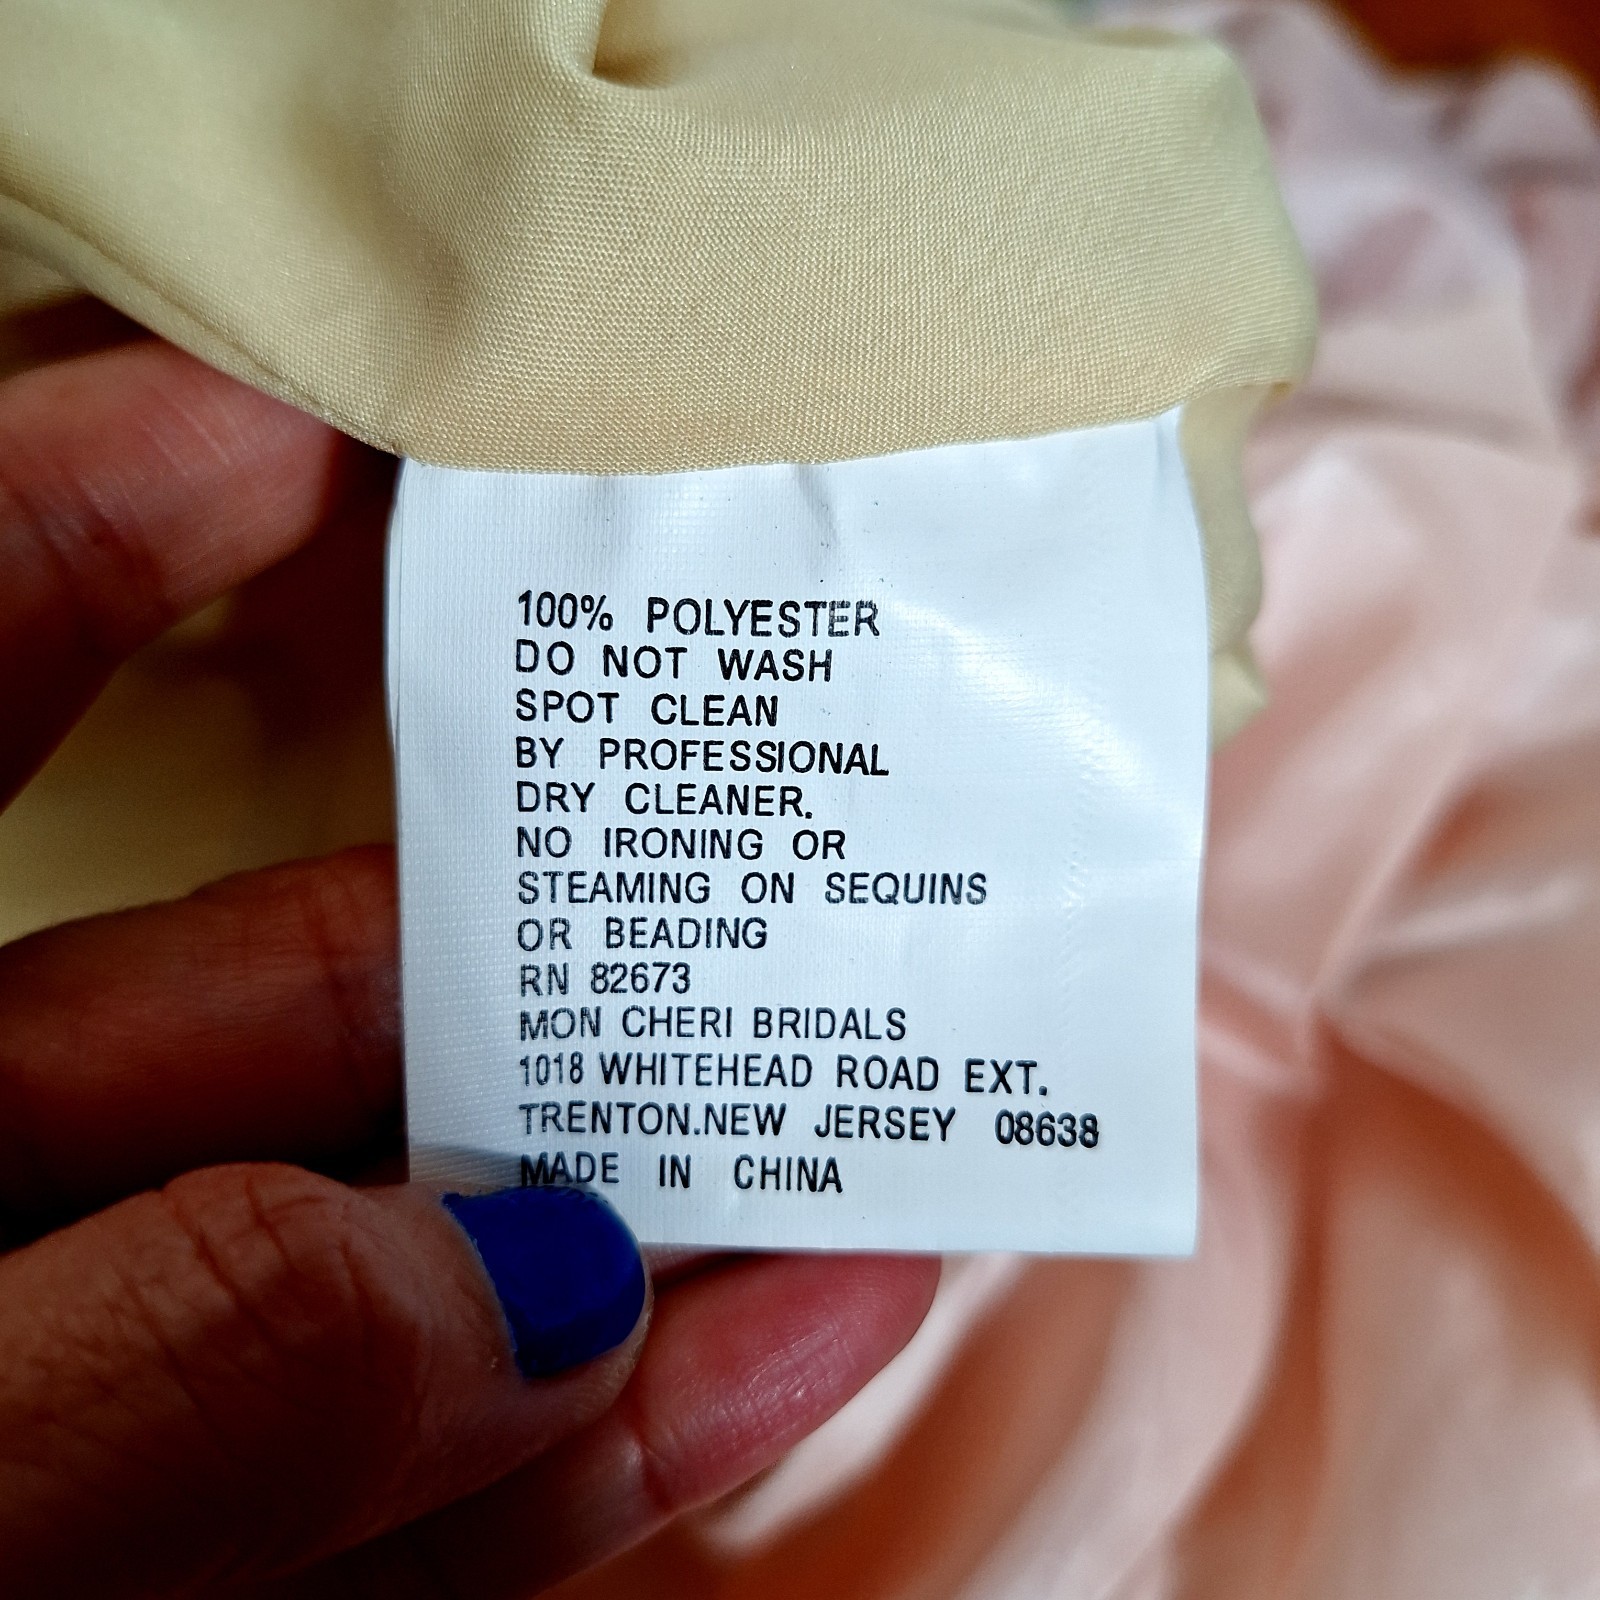 100% POLYESTER
DO NOT WASH
SPOT CLEAN
BY PROFESSIONAL
DRY CLEANER.
NO IRONING OR
STEAMING ON SEQUINS
OR BEADING
RN 82673
MON CHERI BRIDALS
1018 WHITEHEAD ROAD EXT.
TRENTON.NEW JERSEY 08638
MADE IN CHINA